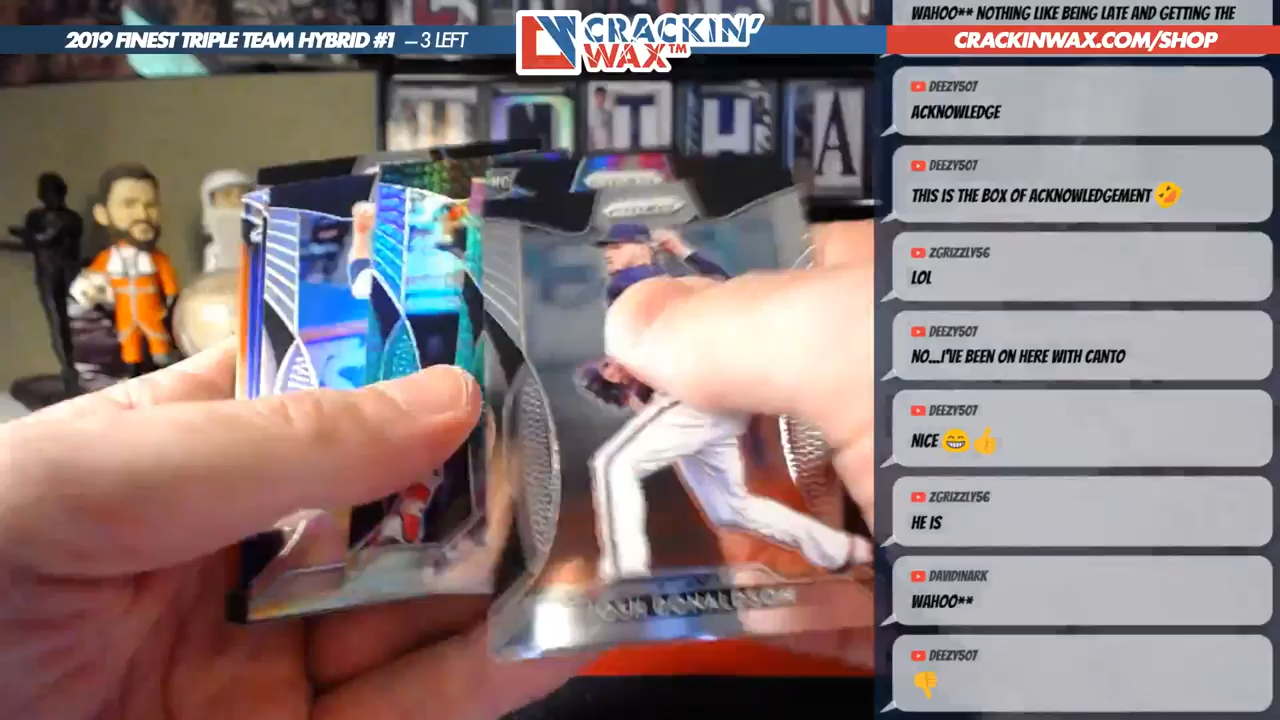 2019 FINEST TRIPLE TEAM HYBRID #1 – 3 LEFT
CRACKIN'
WAX™
CRACKINWAX.COM/SHOP
WAHOO** NOTHING LIKE BEING LATE AND GETTING THE
DEEZY507
ACKNOWLEDGE
DEEZY507
THIS IS THE BOX OF ACKNOWLEDGEMENT 🤣
ZGRIZZLY56
LOL
DEEZY507
NO...I'VE BEEN ON HERE WITH CANTO
DEEZY507
NICE 😁👍
ZGRIZZLY56
HE IS
DAVIDINARK
WAHOO**
DEEZY507
👎
T H A
DONALDSON